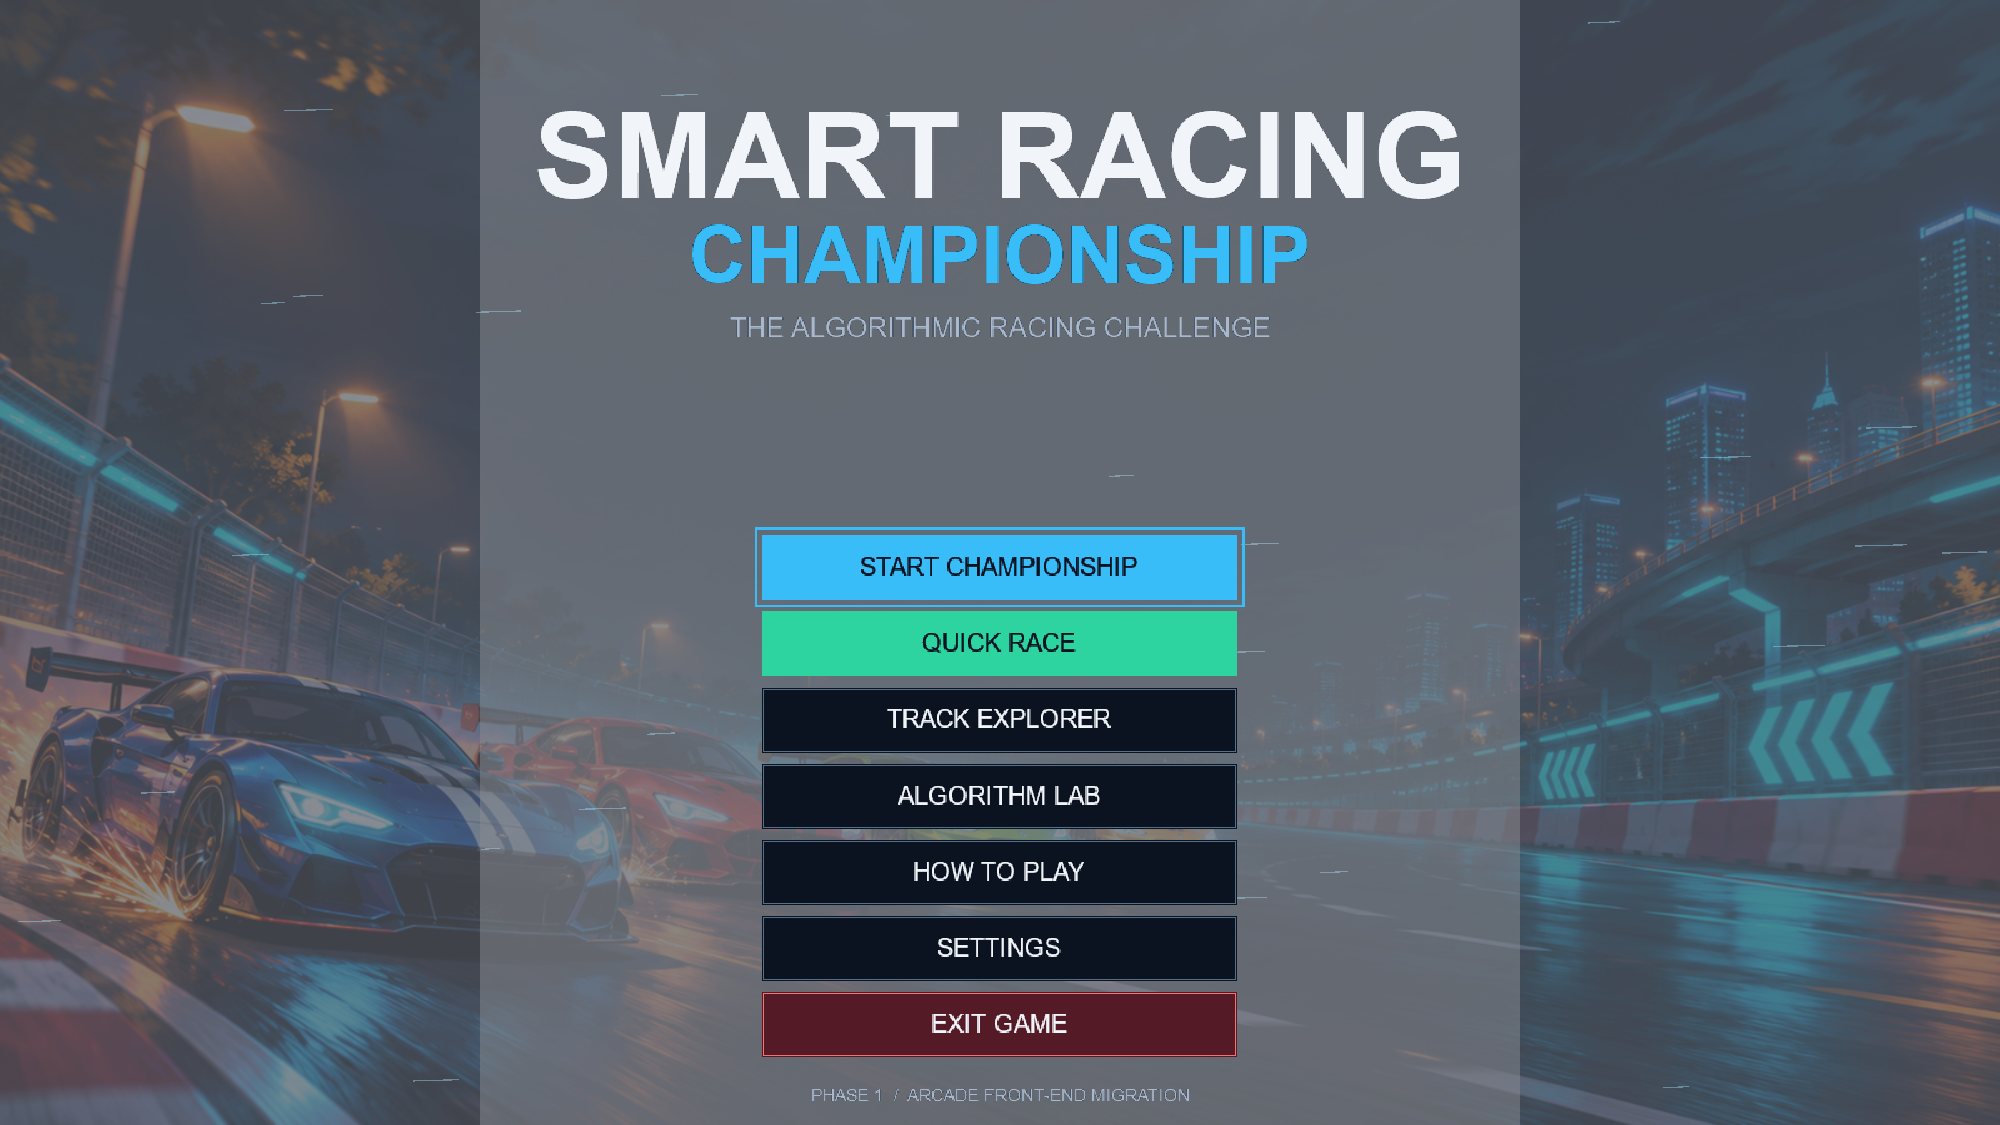 SMART RACING
CHAMPIONSHIP
THE ALGORITHMIC RACING CHALLENGE
START CHAMPIONSHIP
QUICK RACE
TRACK EXPLORER
ALGORITHM LAB
HOW TO PLAY
SETTINGS
EXIT GAME
PHASE 1 / ARCADE FRONT-END MIGRATION